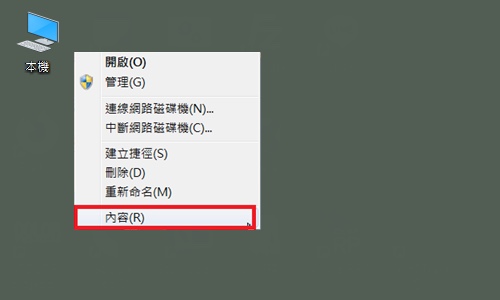 本機
開啟(O)
管理(G)
連線網路磁碟機(N)...
中斷網路磁碟機(C)...
建立捷徑(S)
刪除(D)
重新命名(M)
內容(R)